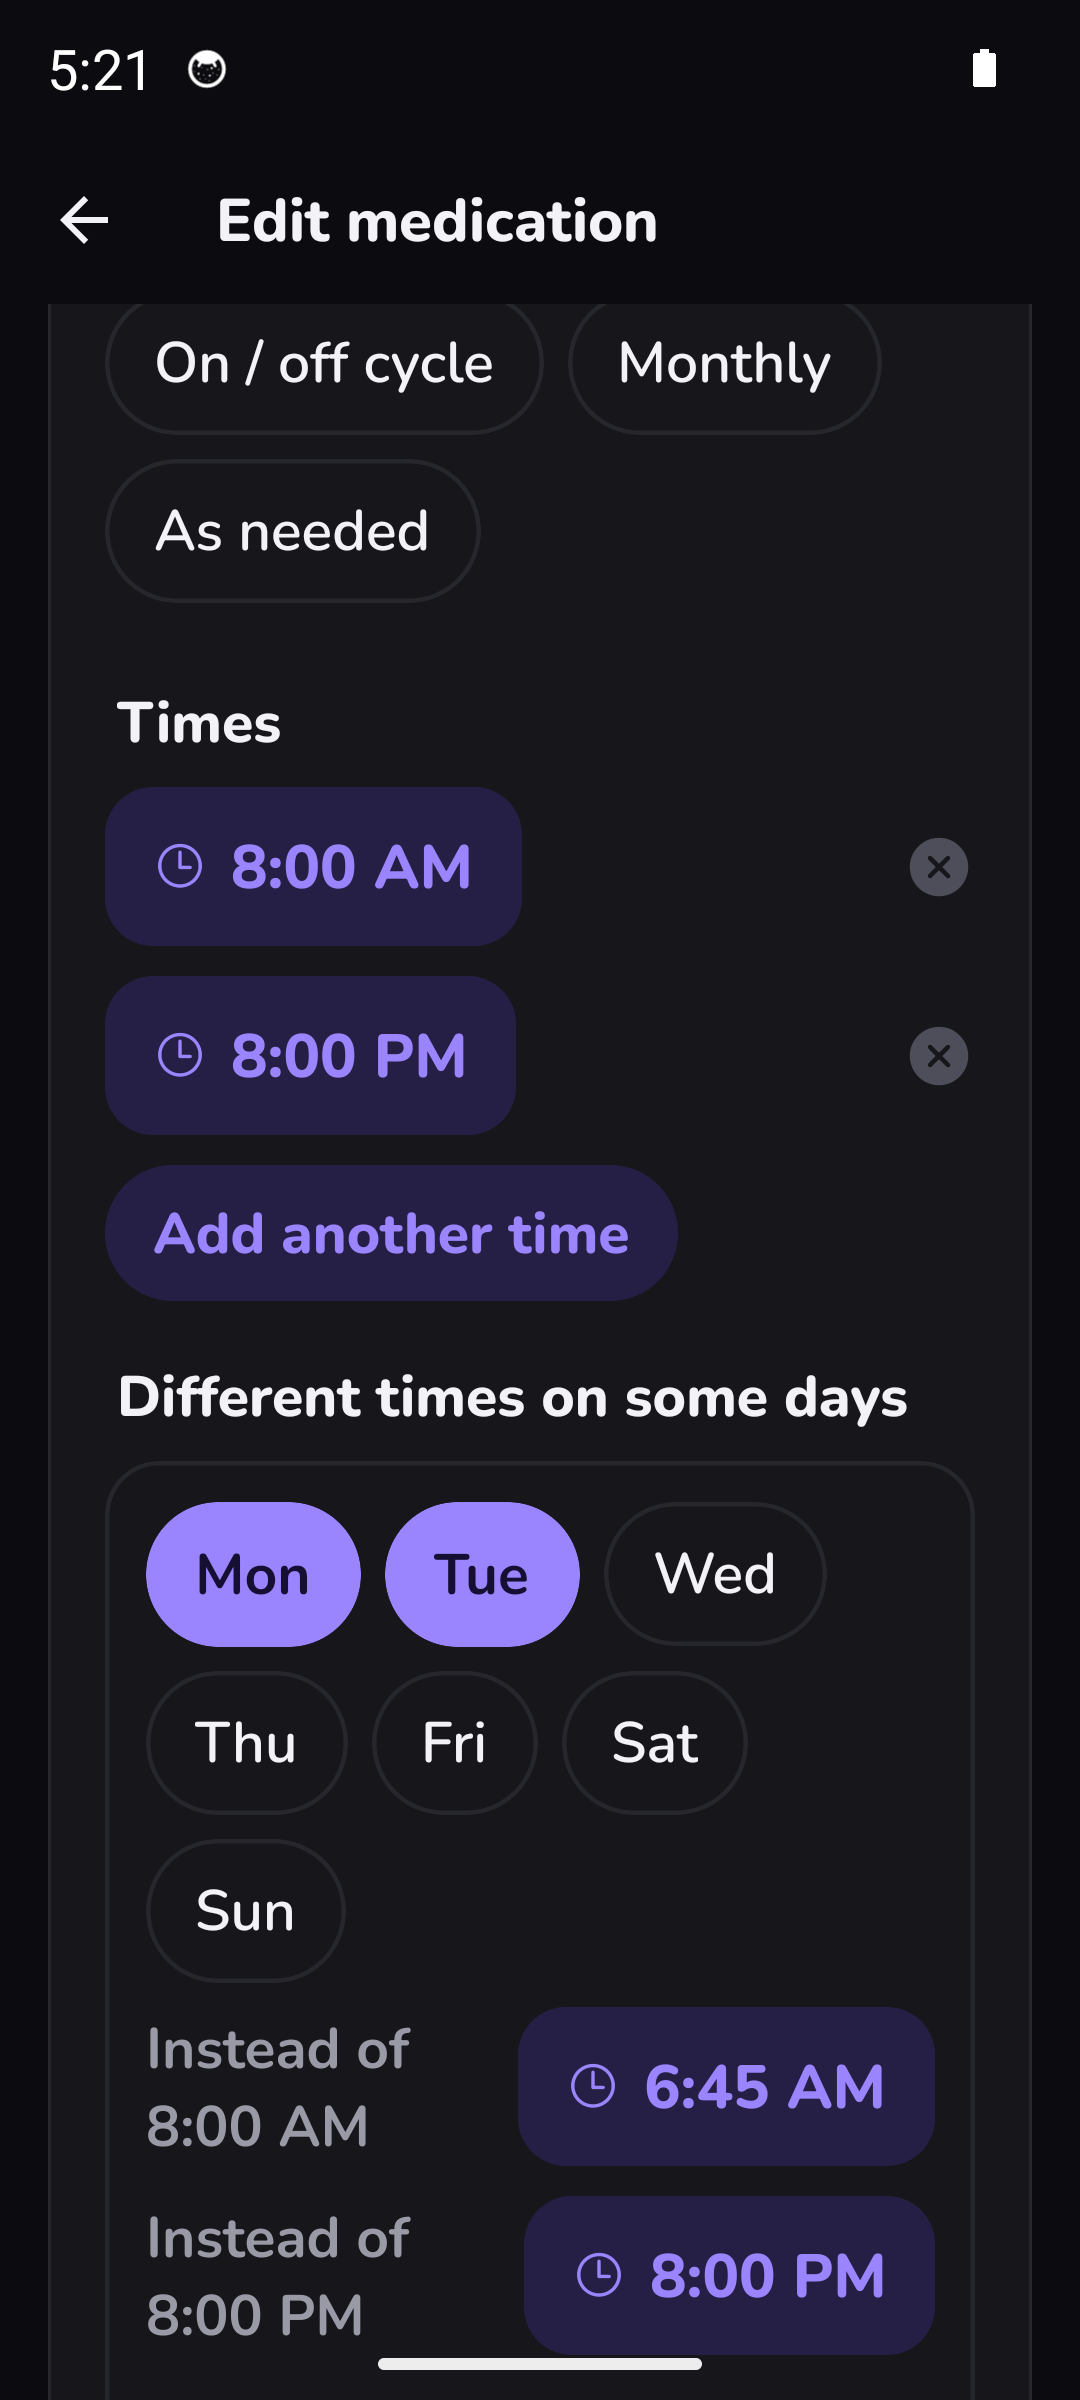 5:21
Edit medication
On / off cycle
Monthly
As needed
Times
8:00 AM
8:00 PM
Add another time
Different times on some days
Mon
Tue
Wed
Thu
Fri
Sat
Sun
Instead of
8:00 AM
6:45 AM
Instead of
8:00 PM
8:00 PM